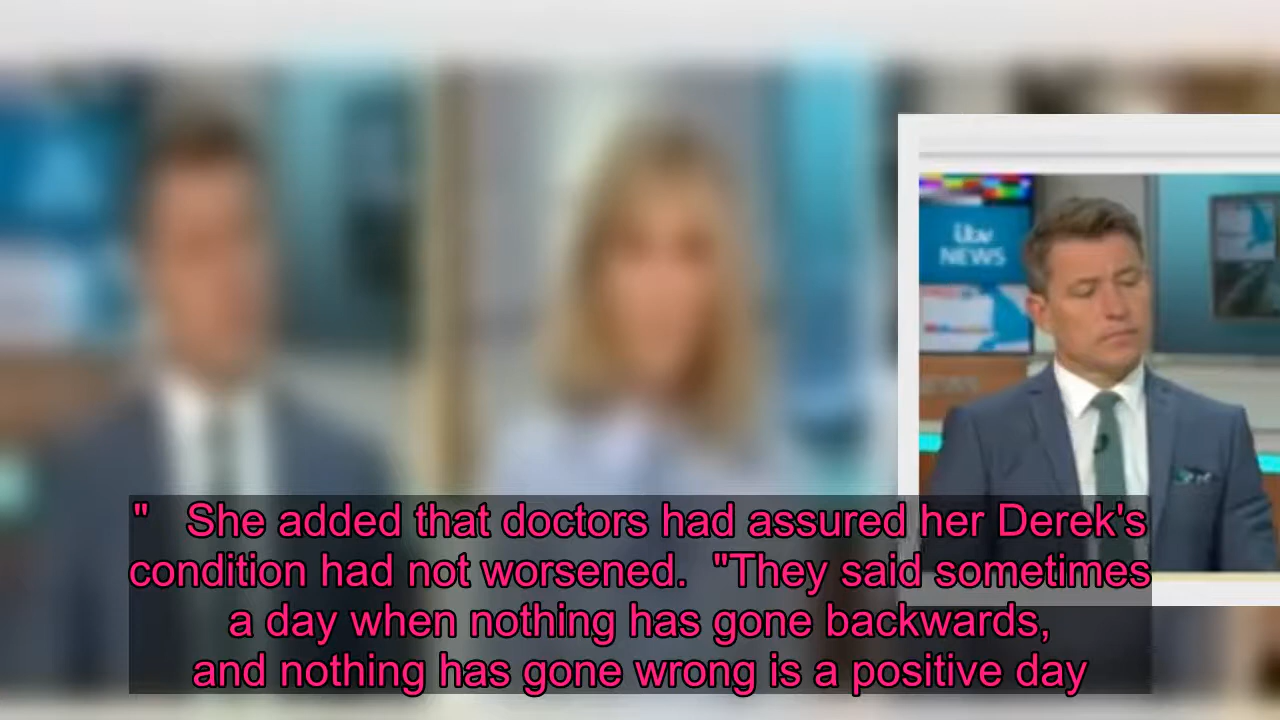 itv
NEWS
"   She added that doctors had assured her Derek's
condition had not worsened.  "They said sometimes
a day when nothing has gone backwards,
and nothing has gone wrong is a positive day